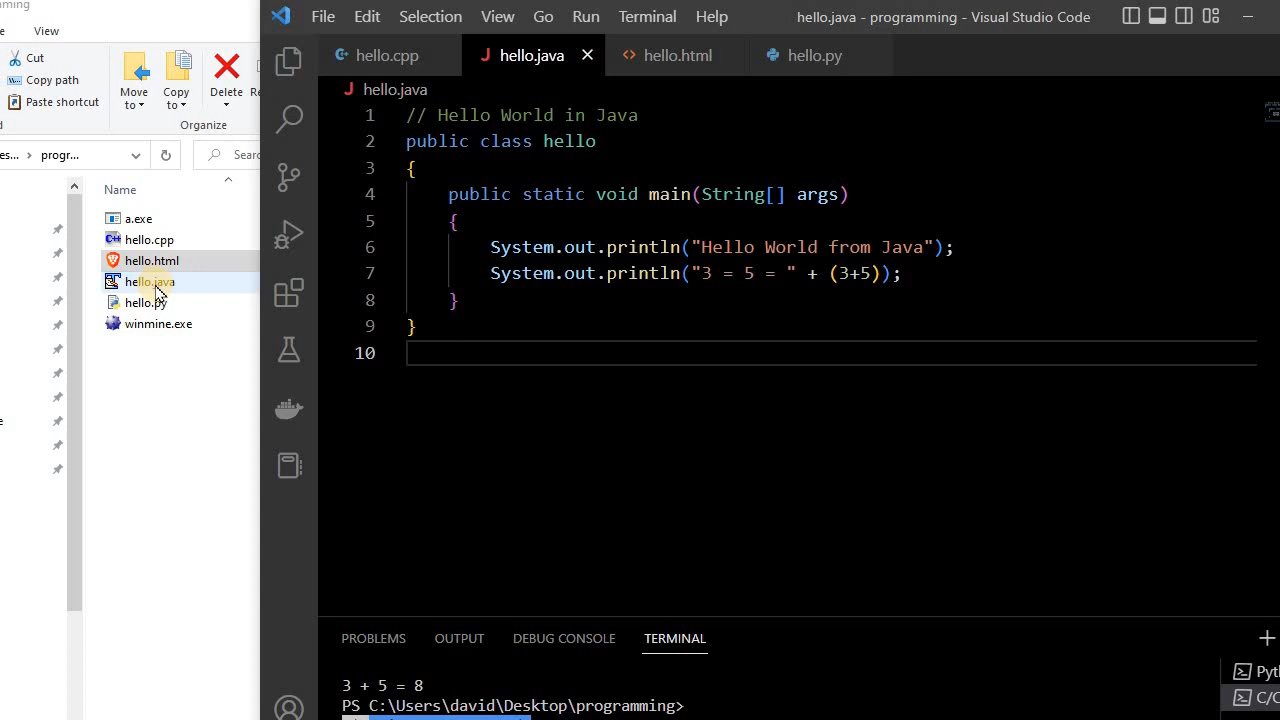 mming
View
Cut
Copy path
Paste shortcut
Move to
Copy to
Delete
Organize
es... › progr...
Sear
Name
a.exe
hello.cpp
hello.html
hello.java
hello.py
winmine.exe
File Edit Selection View Go Run Terminal Help
hello.java - programming - Visual Studio Code
hello.cpp
hello.java
hello.html
hello.py
hello.java
1 // Hello World in Java
2 public class hello
3 {
4 public static void main(String[] args)
5 {
6 System.out.println("Hello World from Java");
7 System.out.println("3 = 5 = " + (3+5));
8 }
9 }
10
PROBLEMS OUTPUT DEBUG CONSOLE TERMINAL
3 + 5 = 8
PS C:\Users\david\Desktop\programming>
Pyt
C/C